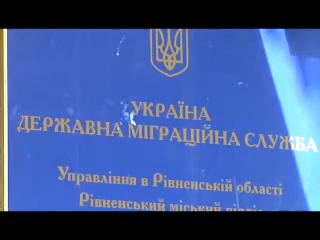 УКРАЇНА
ДЕРЖАВНА МІГРАЦІЙНА СЛУЖБА
Управління в Рівненській області
Рівненський міський відділ